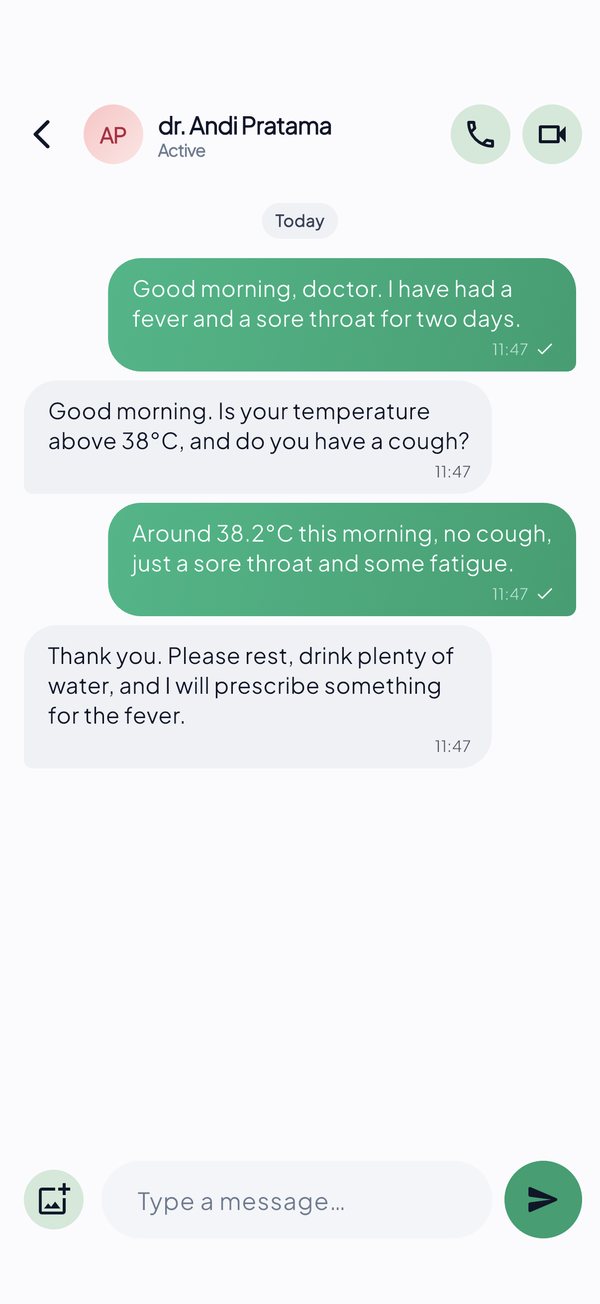 AP
dr. Andi Pratama
Active
Today
Good morning, doctor. I have had a
fever and a sore throat for two days.
11:47
Good morning. Is your temperature
above 38°C, and do you have a cough?
11:47
Around 38.2°C this morning, no cough,
just a sore throat and some fatigue.
11:47
Thank you. Please rest, drink plenty of
water, and I will prescribe something
for the fever.
11:47
Type a message...